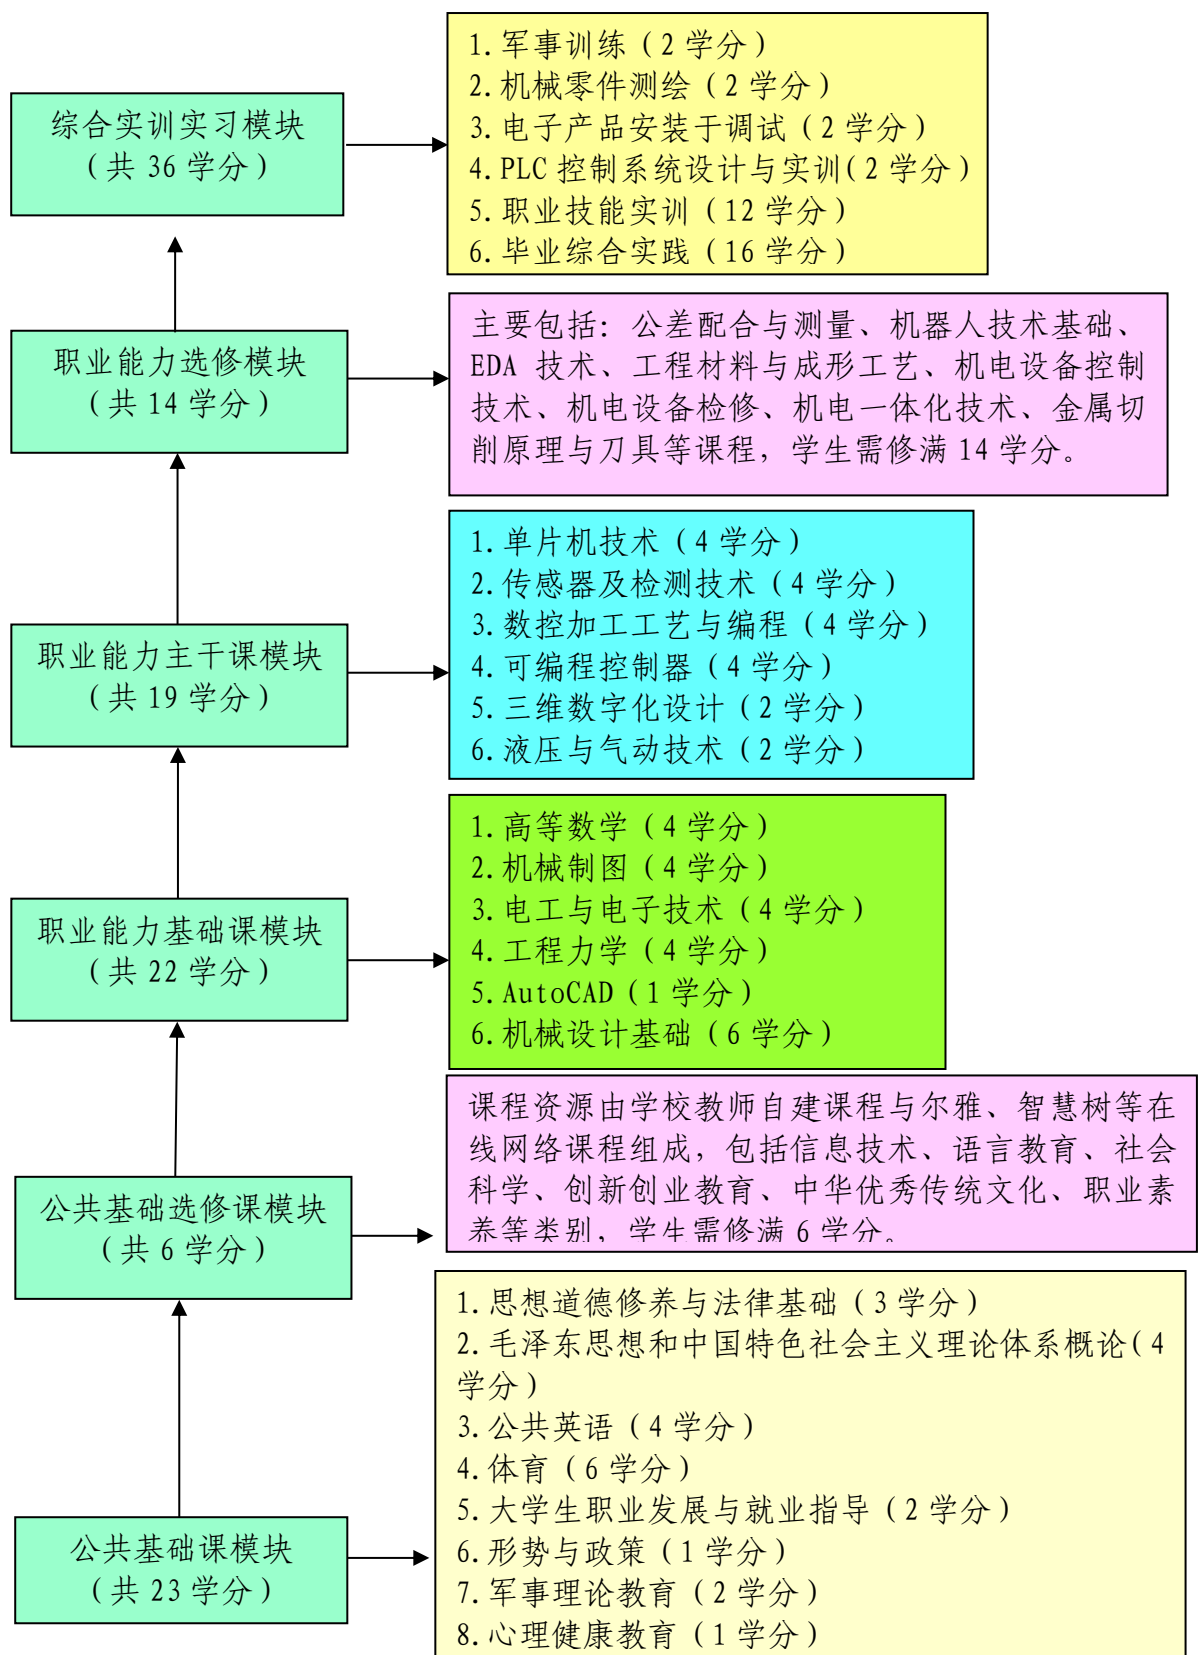 综合实训实习模块
（共 36 学分）
1.军事训练（2 学分）
2.机械零件测绘（2 学分）
3.电子产品安装于调试（2 学分）
4.PLC 控制系统设计与实训(2 学分）
5.职业技能实训（12 学分）
6.毕业综合实践（16 学分）
职业能力选修模块
（共 14 学分）
主要包括：公差配合与测量、机器人技术基础、
EDA 技术、工程材料与成形工艺、机电设备控制
技术、机电设备检修、机电一体化技术、金属切
削原理与刀具等课程，学生需修满 14 学分。
职业能力主干课模块
（共 19 学分）
1.单片机技术（4 学分）
2.传感器及检测技术（4 学分）
3.数控加工工艺与编程（4 学分）
4.可编程控制器（4 学分）
5.三维数字化设计（2 学分）
6.液压与气动技术（2 学分）
职业能力基础课模块
（共 22 学分）
1.高等数学（4 学分）
2.机械制图（4 学分）
3.电工与电子技术（4 学分）
4.工程力学（4 学分）
5.AutoCAD（1 学分）
6.机械设计基础（6 学分）
公共基础选修课模块
（共 6 学分）
课程资源由学校教师自建课程与尔雅、智慧树等在
线网络课程组成，包括信息技术、语言教育、社会
科学、创新创业教育、中华优秀传统文化、职业素
养等类别，学生需修满 6 学分。
公共基础课模块
（共 23 学分）
1.思想道德修养与法律基础（3 学分）
2.毛泽东思想和中国特色社会主义理论体系概论(4
学分）
3.公共英语（4 学分）
4.体育（6 学分）
5.大学生职业发展与就业指导（2 学分）
6.形势与政策（1 学分）
7.军事理论教育（2 学分）
8.心理健康教育（1 学分）